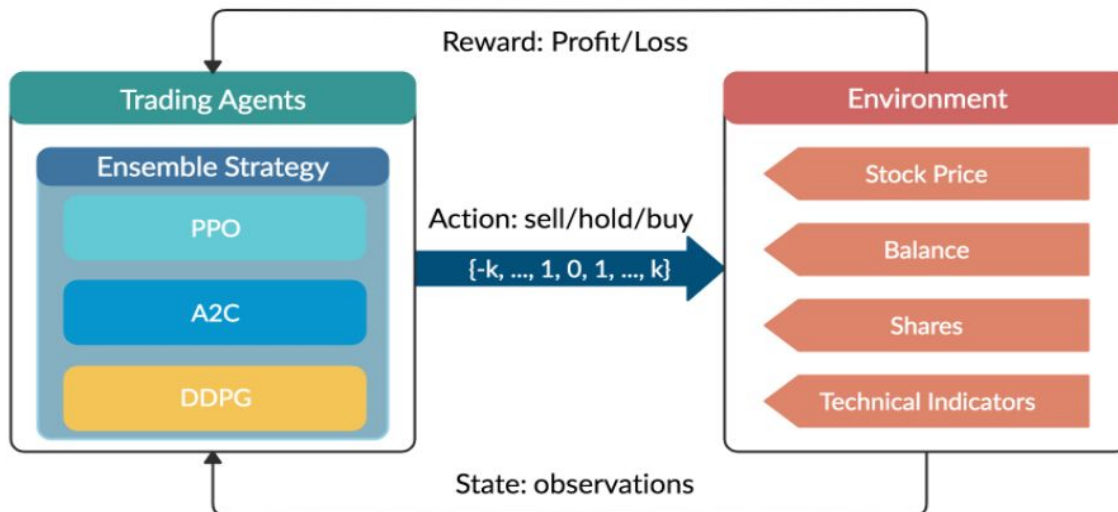 Reward: Profit/Loss
Trading Agents
Environment
Ensemble Strategy
PPO
A2C
DDPG
Action: sell/hold/buy
{-k, ..., 1, 0, 1, ..., k}
Stock Price
Balance
Shares
Technical Indicators
State: observations